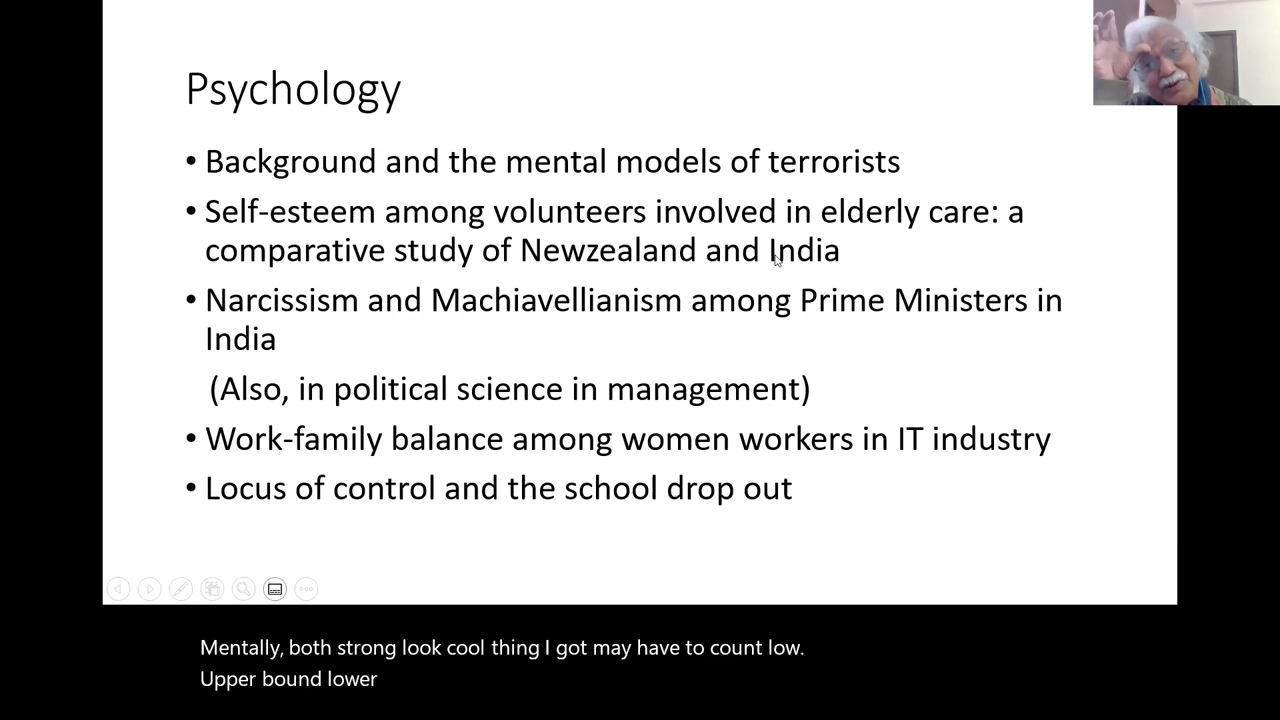 Psychology
• Background and the mental models of terrorists
• Self-esteem among volunteers involved in elderly care: a
comparative study of Newzealand and India
• Narcissism and Machiavellianism among Prime Ministers in
India
(Also, in political science in management)
• Work-family balance among women workers in IT industry
• Locus of control and the school drop out
Mentally, both strong look cool thing I got may have to count low.
Upper bound lower